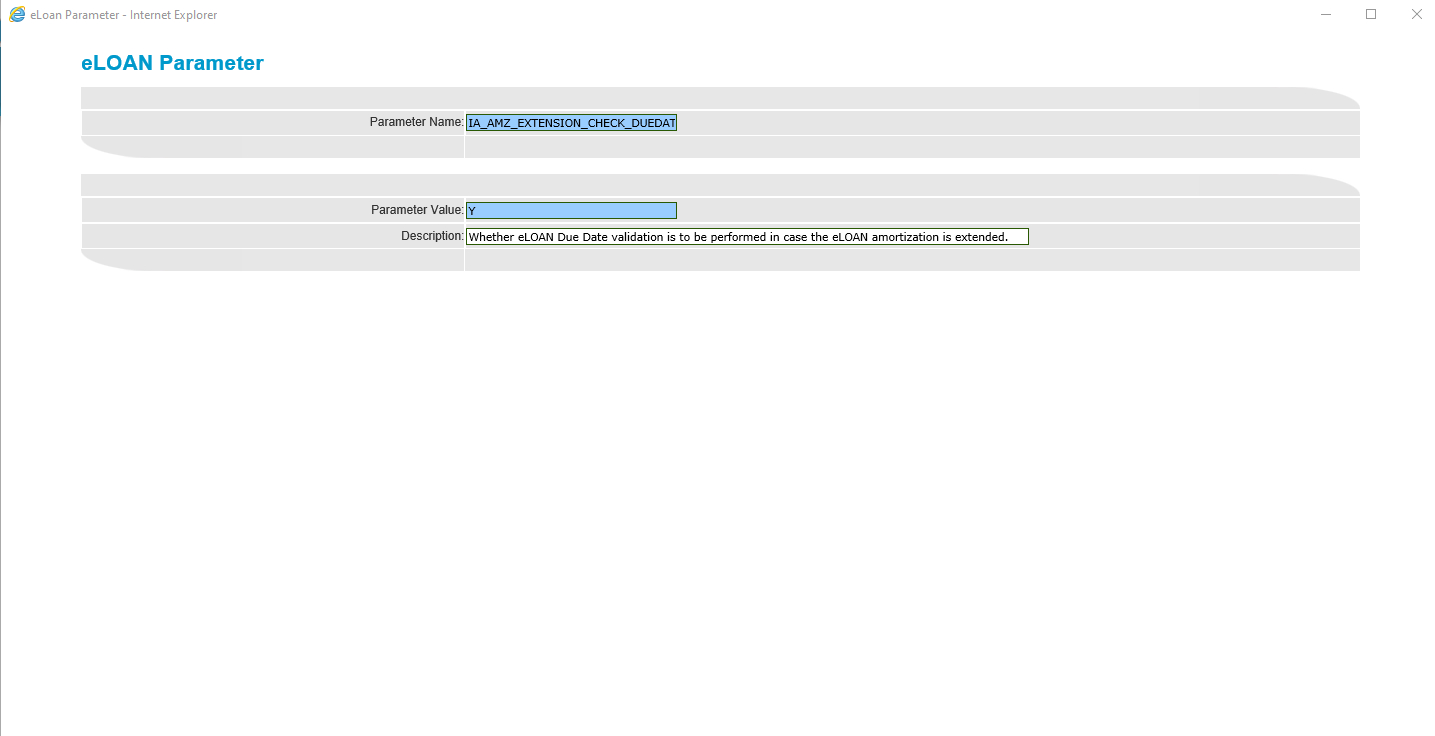 eLoan Parameter - Internet Explorer
eLOAN Parameter
Parameter Name: IA_AMZ_EXTENSION_CHECK_DUEDAT
Parameter Value: Y
Description: Whether eLOAN Due Date validation is to be performed in case the eLOAN amortization is extended.